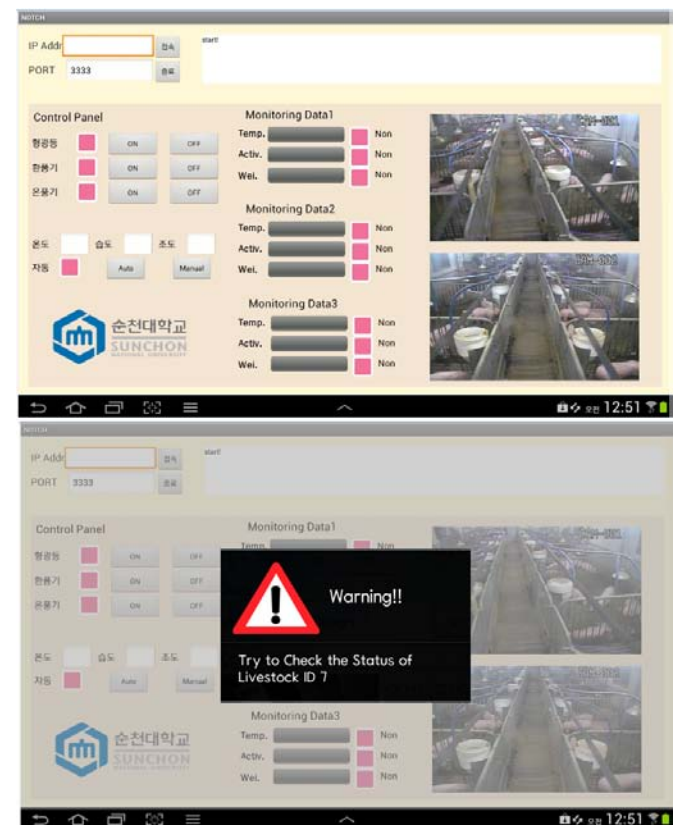 NOTCH
IP Addr 접속 start!
PORT 3333 종료
Control Panel
형광등 ON OFF
환풍기 ON OFF
온풍기 ON OFF
온도 습도 조도
자동 Auto Manual
순천대학교
SUNCHON
NATIONAL UNIVERSITY
Monitoring Data1
Temp. Non
Activ. Non
Wei. Non
Monitoring Data2
Temp. Non
Activ. Non
Wei. Non
Monitoring Data3
Temp. Non
Activ. Non
Wei. Non
오전 12:51
NOTCH
IP Addr 접속 start!
PORT 3333 종료
Control Panel
형광등 ON OFF
환풍기 ON OFF
온풍기 ON OFF
온도 습도 조도
자동 Auto Manual
순천대학교
SUNCHON
NATIONAL UNIVERSITY
Monitoring Data1
Temp. Non
Warning!!
Try to Check the Status of
Livestock ID 7
Monitoring Data3
Temp. Non
Activ. Non
Wei. Non
오전 12:51